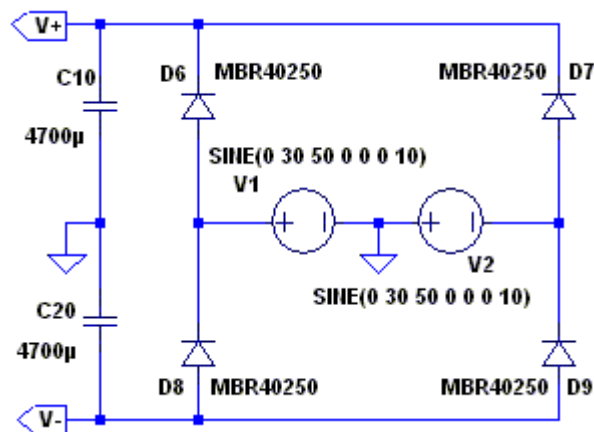 V+
C10
4700µ
D6
MBR40250
MBR40250
D7
SINE(0 30 50 0 0 0 10)
V1
V2
SINE(0 30 50 0 0 0 10)
C20
4700µ
D8
MBR40250
MBR40250
D9
V-